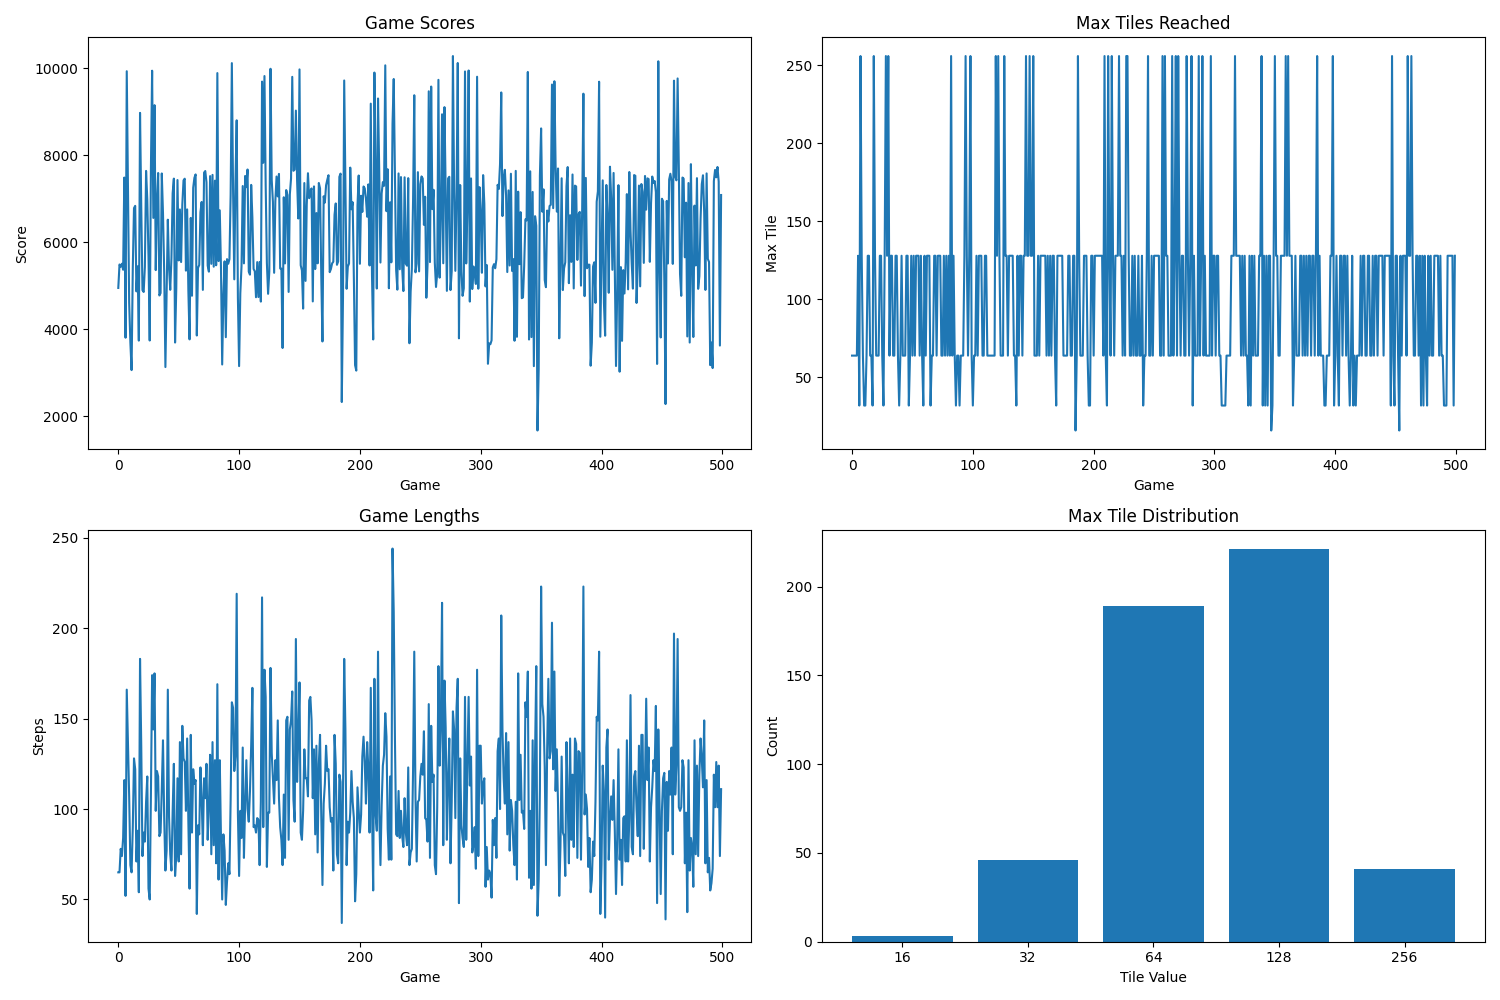 Game Scores
10000
8000
6000
4000
2000
Score
0 100 200 300 400 500
Game
Max Tiles Reached
250
200
150
100
50
Max Tile
0 100 200 300 400 500
Game
Game Lengths
250
200
150
100
50
Steps
0 100 200 300 400 500
Game
Max Tile Distribution
200
150
100
50
0
Count
16 32 64 128 256
Tile Value